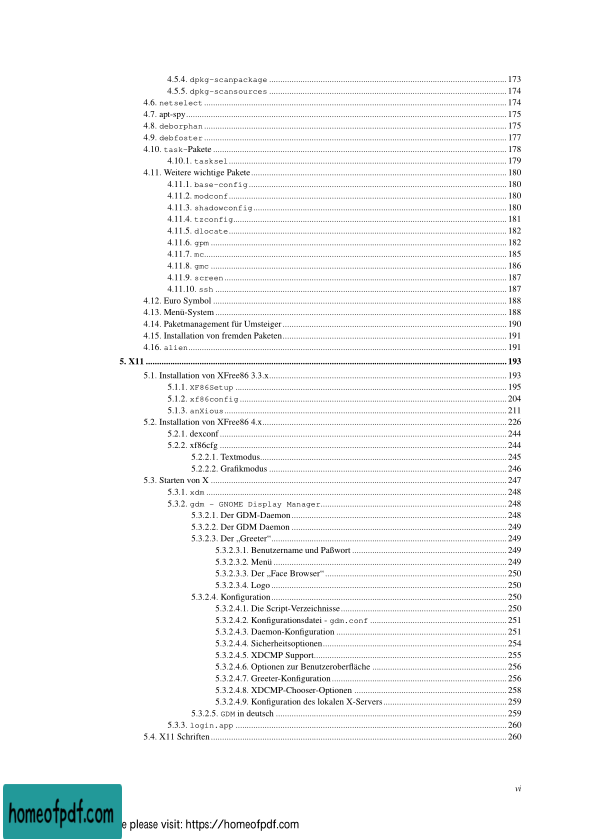 4.5.4. dpkg-scanpackage ... 173
4.5.5. dpkg-scansources ... 174
4.6. netselect ... 174
4.7. apt-spy ... 175
4.8. deborphan ... 175
4.9. debfoster ... 177
4.10. task-Pakete ... 178
4.10.1. tasksel ... 179
4.11. Weitere wichtige Pakete ... 180
4.11.1. base-config ... 180
4.11.2. modconf ... 180
4.11.3. shadowconfig ... 180
4.11.4. tzconfig ... 181
4.11.5. dlocate ... 182
4.11.6. gpm ... 182
4.11.7. mc ... 185
4.11.8. gmc ... 186
4.11.9. screen ... 187
4.11.10. ssh ... 187
4.12. Euro Symbol ... 188
4.13. Menü-System ... 188
4.14. Paketmanagement für Umsteiger ... 190
4.15. Installation von fremden Paketen ... 191
4.16. alien ... 191
5. X11 ... 193
5.1. Installation von XFree86 3.3.x ... 193
5.1.1. XF86Setup ... 195
5.1.2. xf86config ... 204
5.1.3. anXious ... 211
5.2. Installation von XFree86 4.x ... 226
5.2.1. dexconf ... 244
5.2.2. xf86cfg ... 244
5.2.2.1. Textmodus ... 245
5.2.2.2. Grafikmodus ... 246
5.3. Starten von X ... 247
5.3.1. xdm ... 248
5.3.2. gdm - GNOME Display Manager ... 248
5.3.2.1. Der GDM-Daemon ... 248
5.3.2.2. Der GDM Daemon ... 249
5.3.2.3. Der „Greeter“ ... 249
5.3.2.3.1. Benutzername und Paßwort ... 249
5.3.2.3.2. Menü ... 249
5.3.2.3.3. Der „Face Browser“ ... 250
5.3.2.3.4. Logo ... 250
5.3.2.4. Konfiguration ... 250
5.3.2.4.1. Die Script-Verzeichnisse ... 250
5.3.2.4.2. Konfigurationsdatei - gdm.conf ... 251
5.3.2.4.3. Daemon-Konfiguration ... 251
5.3.2.4.4. Sicherheitsoptionen ... 254
5.3.2.4.5. XDCMP Support ... 255
5.3.2.4.6. Optionen zur Benutzeroberfläche ... 256
5.3.2.4.7. Greeter-Konfiguration ... 256
5.3.2.4.8. XDCMP-Chooser-Optionen ... 258
5.3.2.4.9. Konfiguration des lokalen X-Servers ... 259
5.3.2.5. GDM in deutsch ... 259
5.3.3. login.app ... 260
5.4. X11 Schriften ... 260
vi
homeofpdf.com
e please visit: https://homeofpdf.com